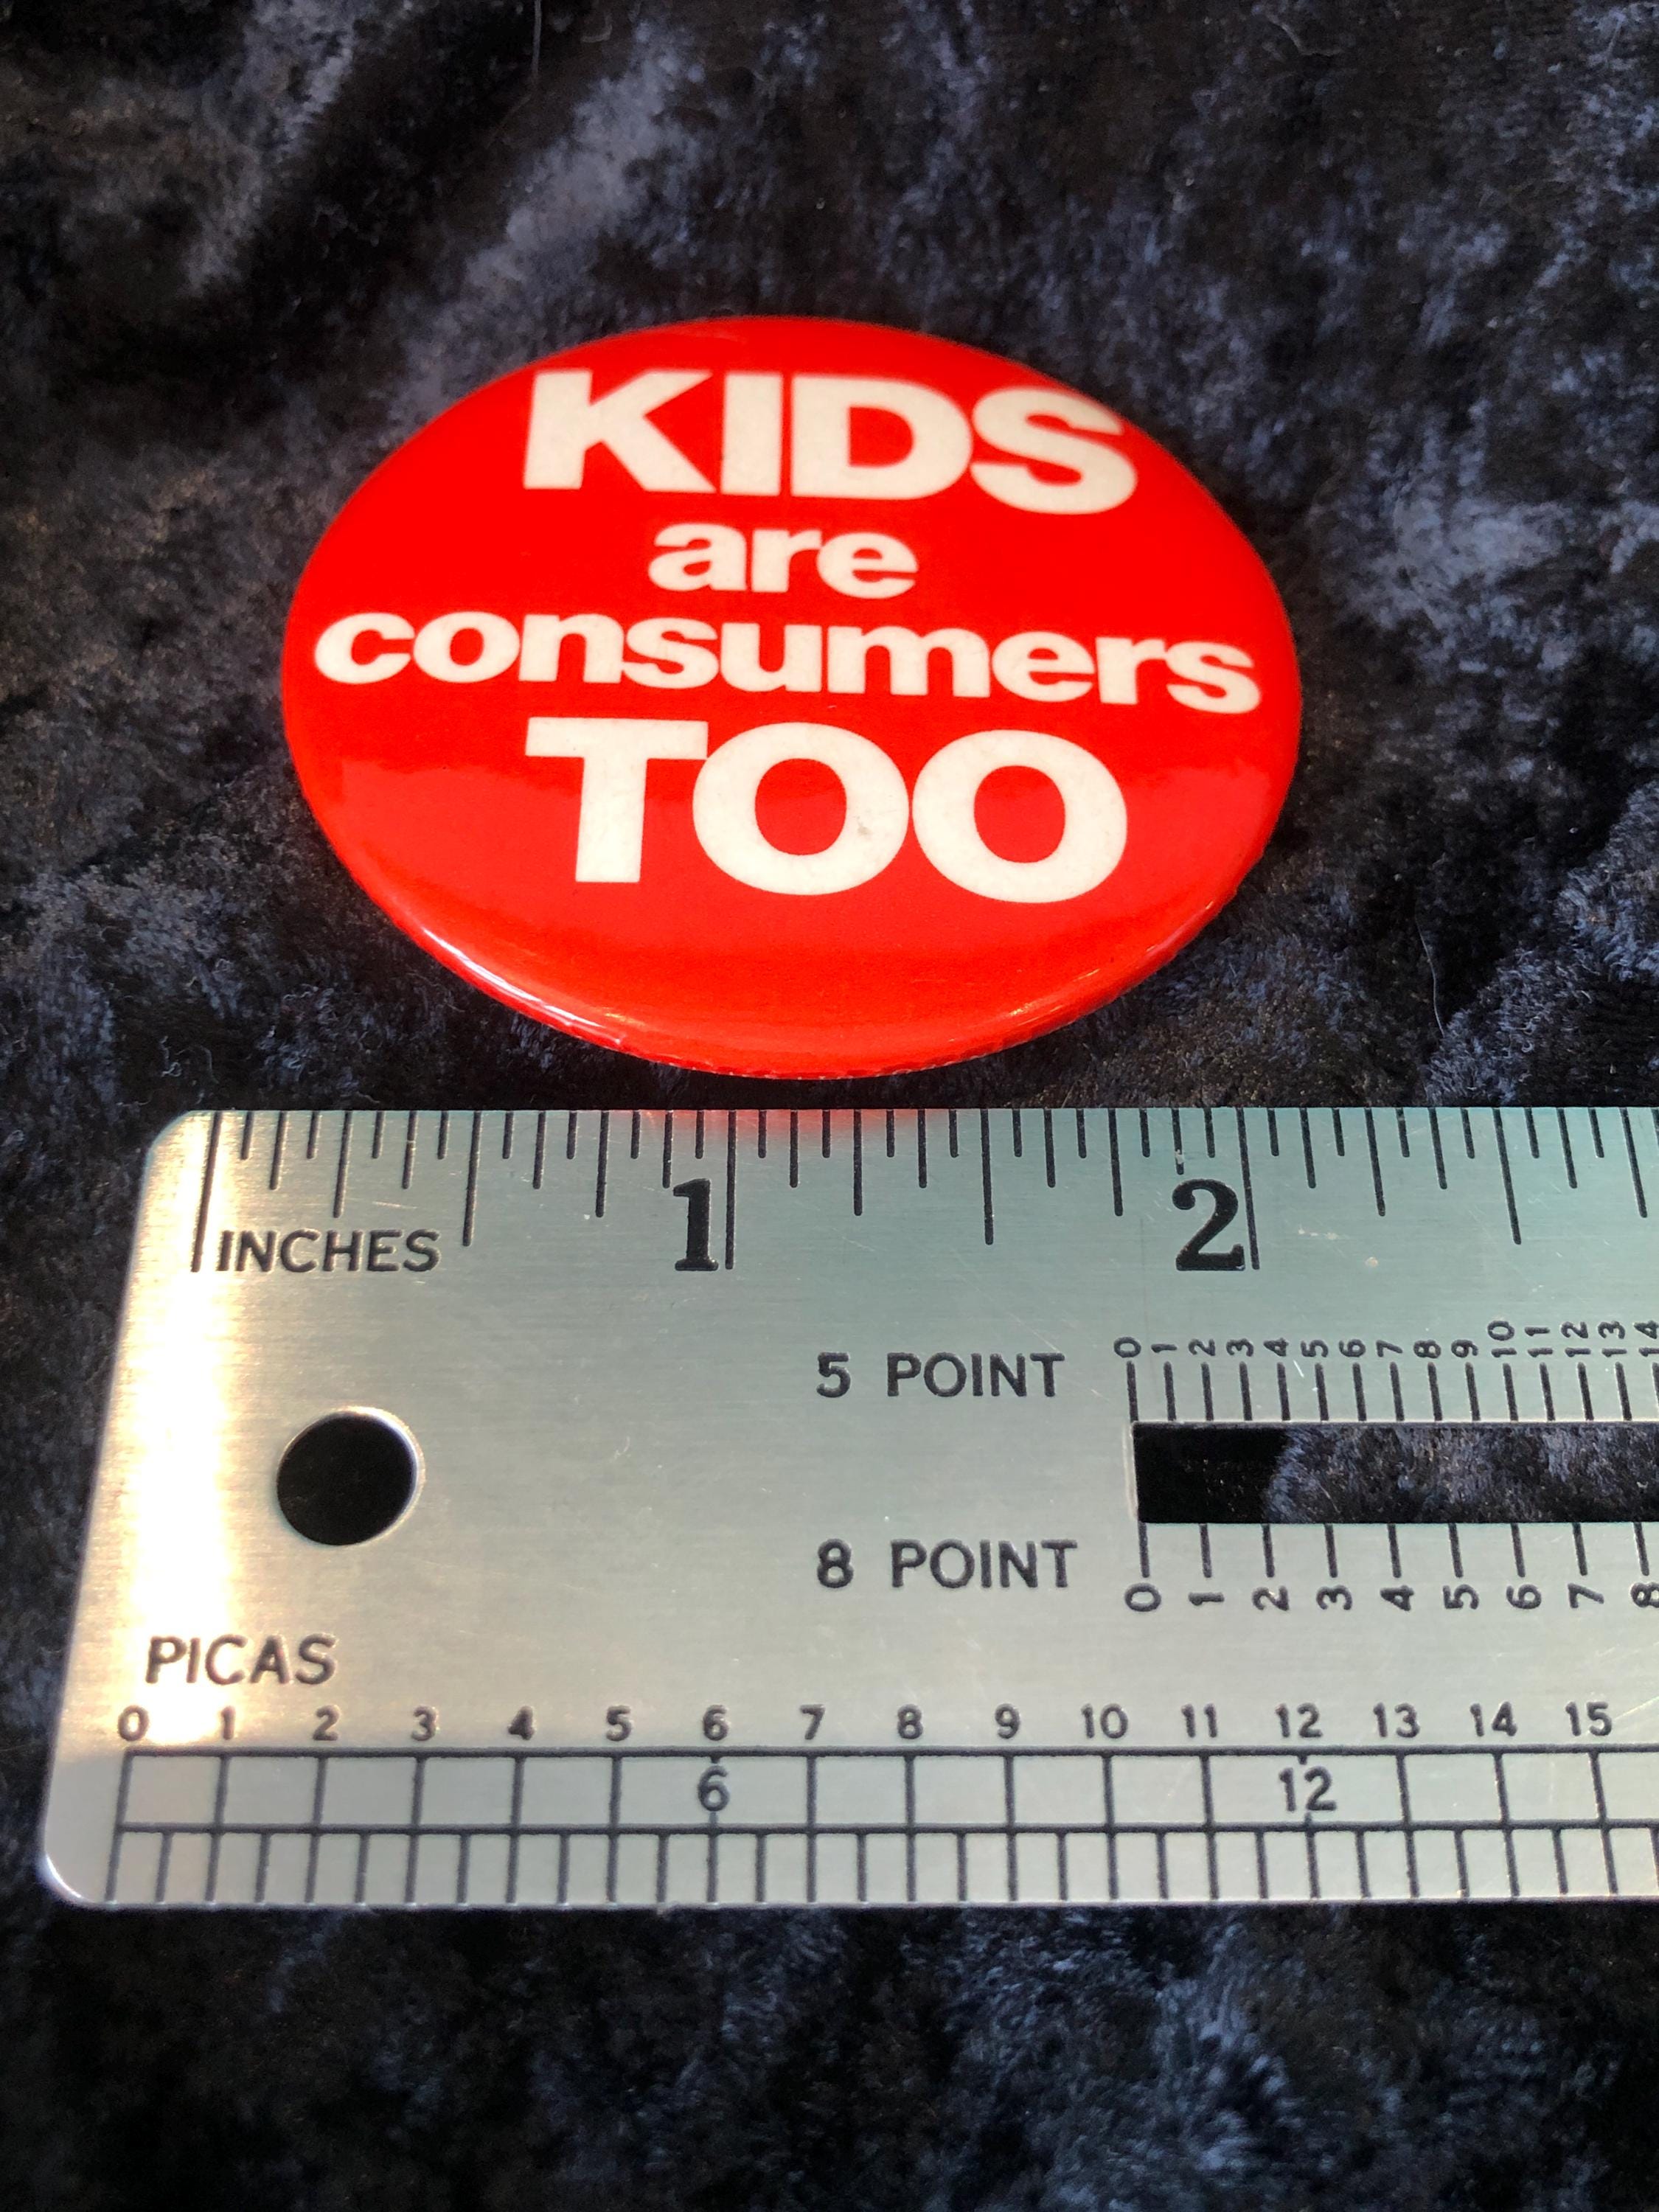 KIDS
are
consumers
TOO
1 2
INCHES
0 1 2 3 4 5 6 7 8 9 10 11 12 13 14
5 POINT
8 POINT
0 1 2 3 4 5 6 7 8
PICAS
0 1 2 3 4 5 6 7 8 9 10 11 12 13 14 15
6 12